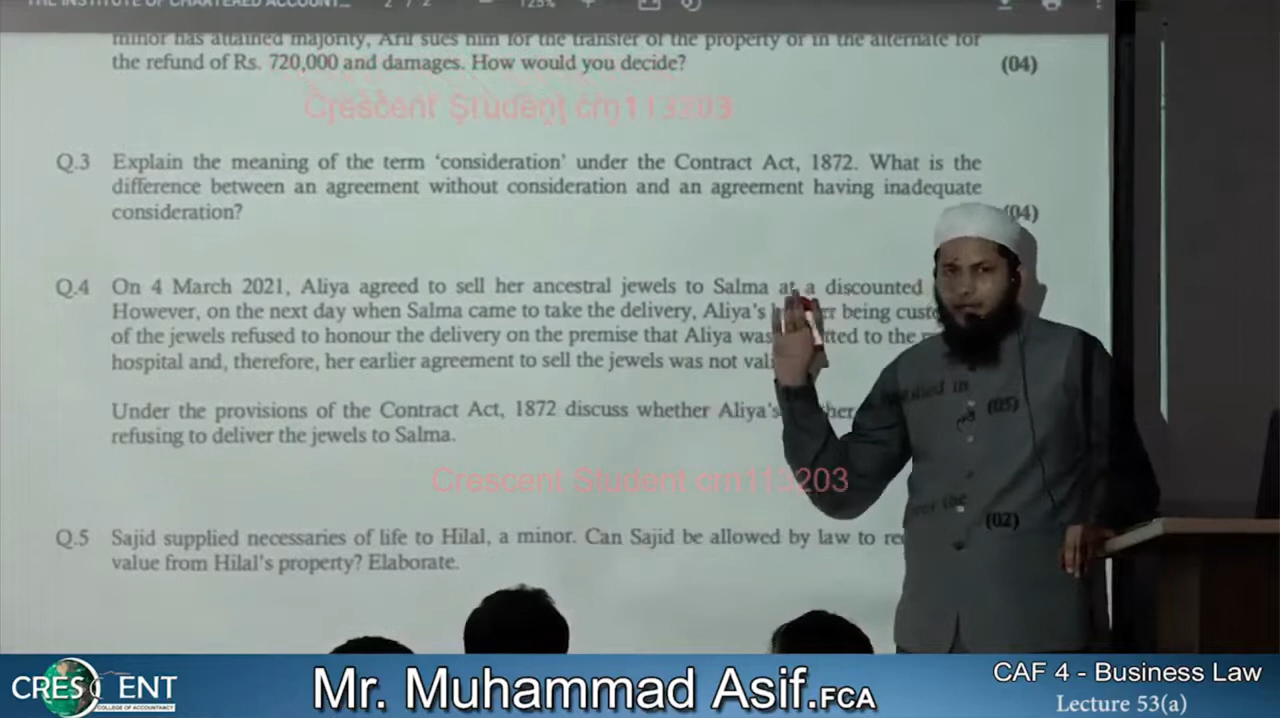 THE INSTITUTE OF CHARTERED ACCOUNT... 2 / 2 125%
minor has attained majority, Arif sues him for the transfer of the property or in the alternate for
the refund of Rs. 720,000 and damages. How would you decide? (04)
Crescent Student crn113203
Q.3 Explain the meaning of the term ‘consideration’ under the Contract Act, 1872. What is the
difference between an agreement without consideration and an agreement having inadequate
consideration? (04)
Q.4 On 4 March 2021, Aliya agreed to sell her ancestral jewels to Salma at a discounted
However, on the next day when Salma came to take the delivery, Aliya’s being
of the jewels refused to honour the delivery on the premise that Aliya was to the
hospital and, therefore, her earlier agreement to sell the jewels was not
Under the provisions of the Contract Act, 1872 discuss whether Aliya’s in (05)
refusing to deliver the jewels to Salma.
Crescent Student crn113203
Q.5 Sajid supplied necessaries of life to Hilal, a minor. Can Sajid be allowed by law to the
value from Hilal’s property? Elaborate. (02)
CRESCENT
COLLEGE OF ACCOUNTANCY
Mr. Muhammad Asif.FCA
CAF 4 - Business Law
Lecture 53(a)